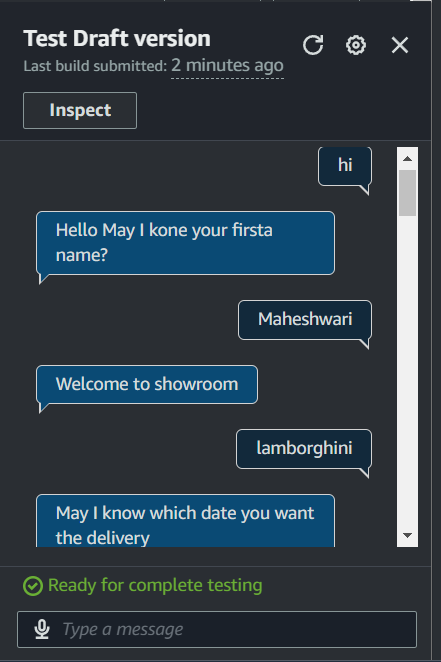 Test Draft version
Last build submitted: 2 minutes ago
Inspect
hi
Hello May I kone your firsta
name?
Maheshwari
Welcome to showroom
lamborghini
May I know which date you want
the delivery
Ready for complete testing
Type a message